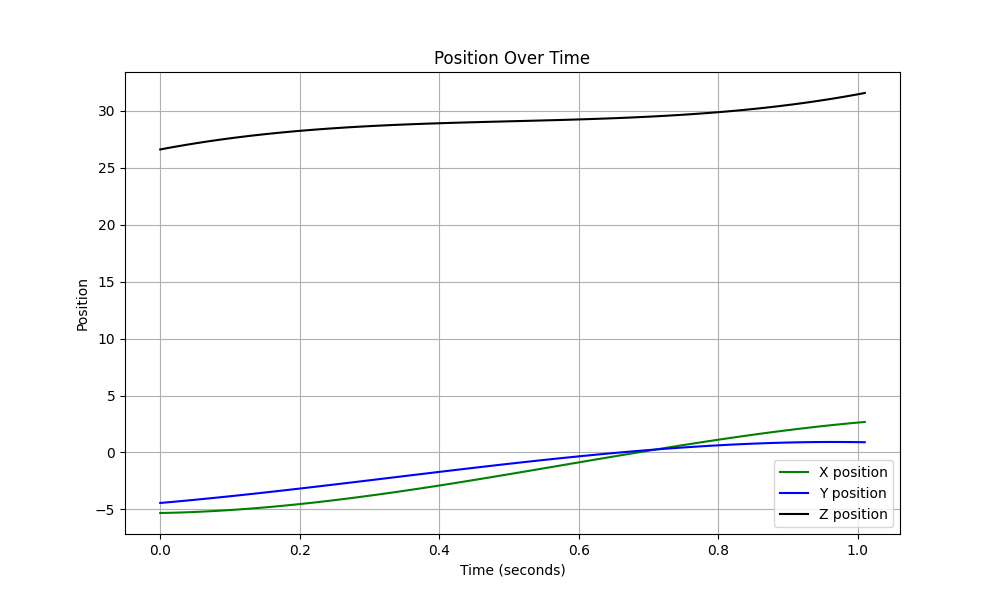 Position Over Time
Position
30
25
20
15
10
5
0
−5
0.0 0.2 0.4 0.6 0.8 1.0
Time (seconds)
X position
Y position
Z position